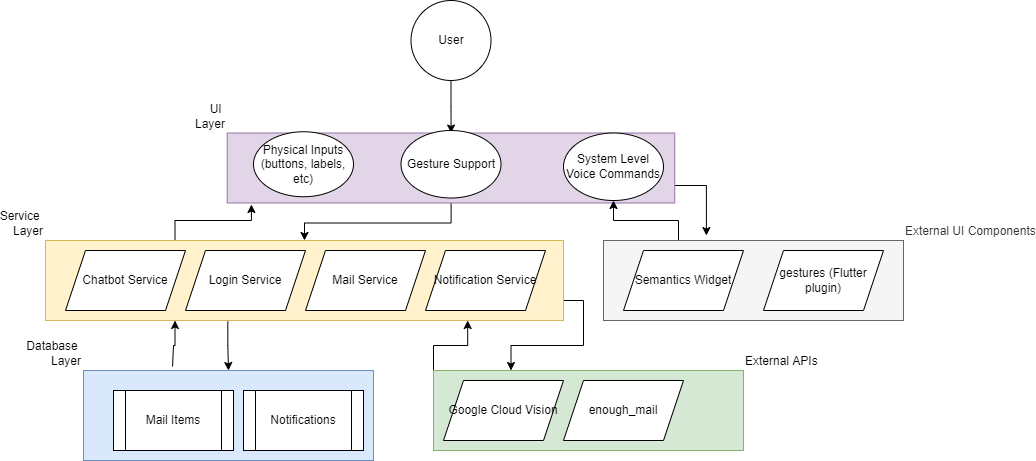 User
UI
Layer
Physical Inputs
(buttons, labels,
etc)
Gesture Support
System Level
Voice Commands
Service
Layer
Chatbot Service
Login Service
Mail Service
Notification Service
External UI Components
Semantics Widget
gestures (Flutter
plugin)
Database
Layer
Mail Items
Notifications
External APIs
Google Cloud Vision
enough_mail